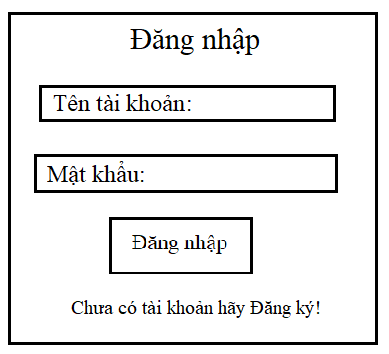 Đăng nhập
Tên tài khoản:
Mật khẩu:
Đăng nhập
Chưa có tài khoản hãy Đăng ký!